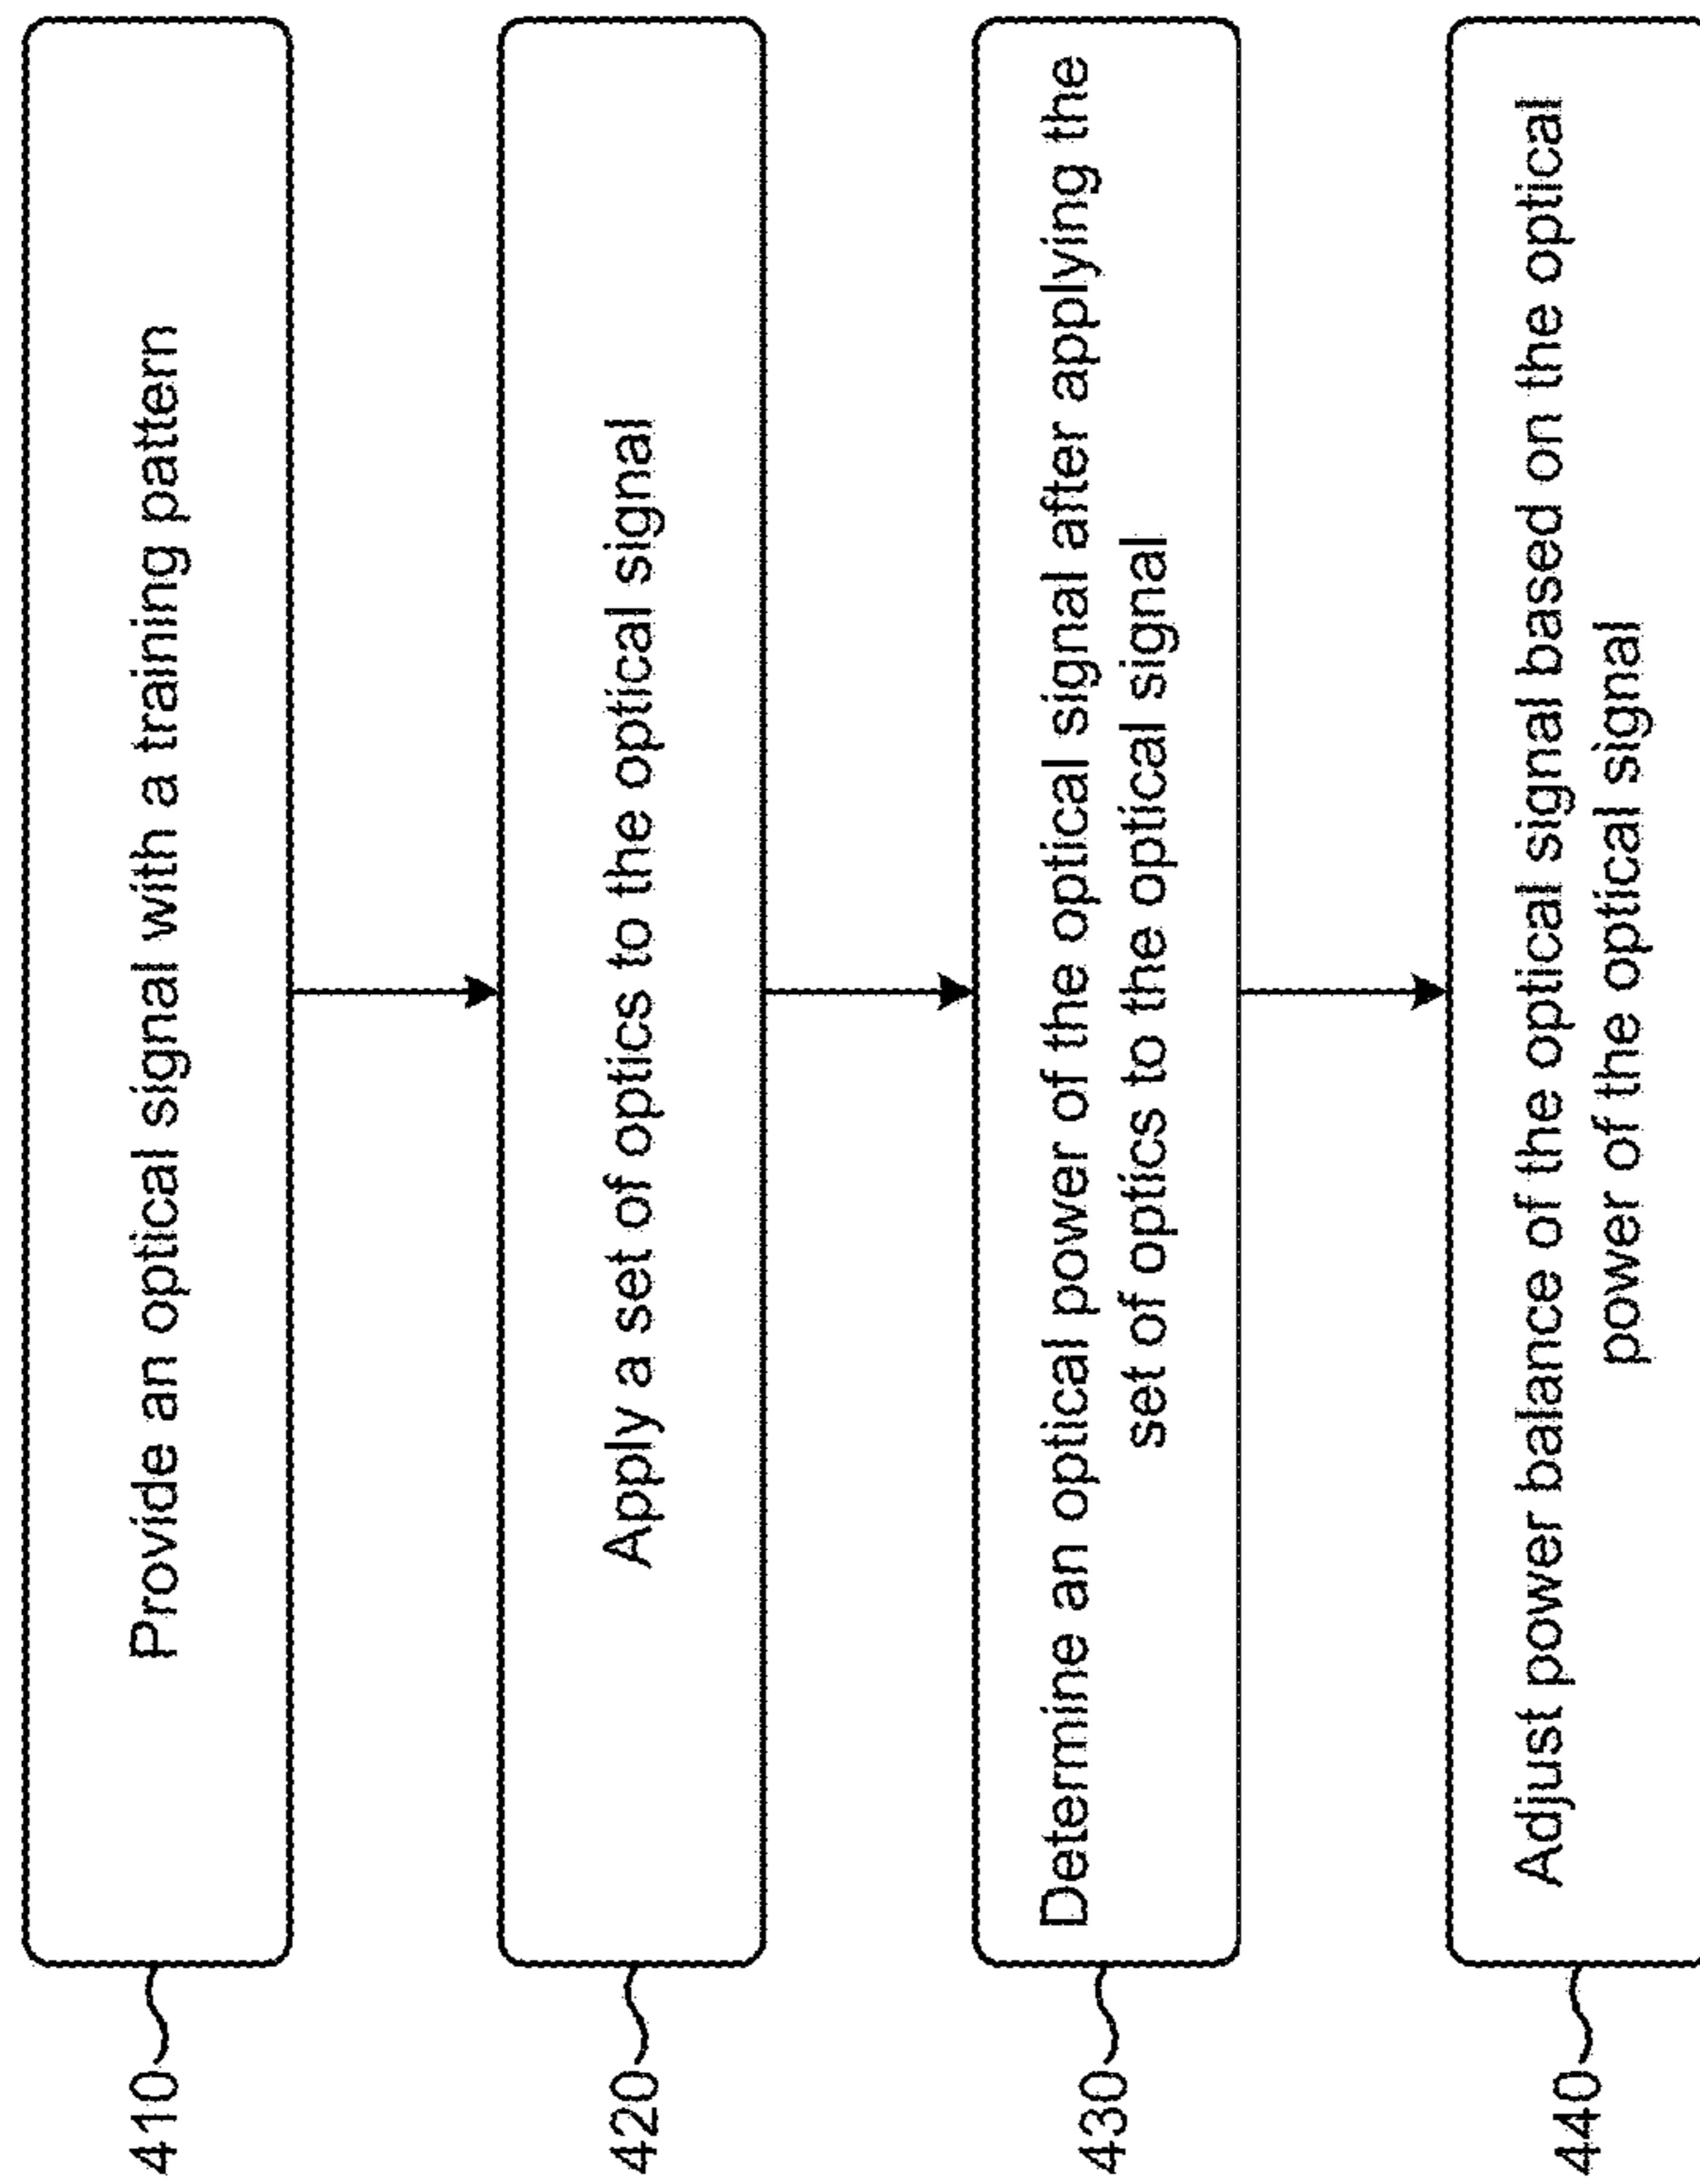 410
Provide an optical signal with a training pattern
420
Apply a set of optics to the optical signal
430
Determine an optical power of the optical signal after applying the
set of optics to the optical signal
440
Adjust power balance of the optical signal based on the optical
power of the optical signal